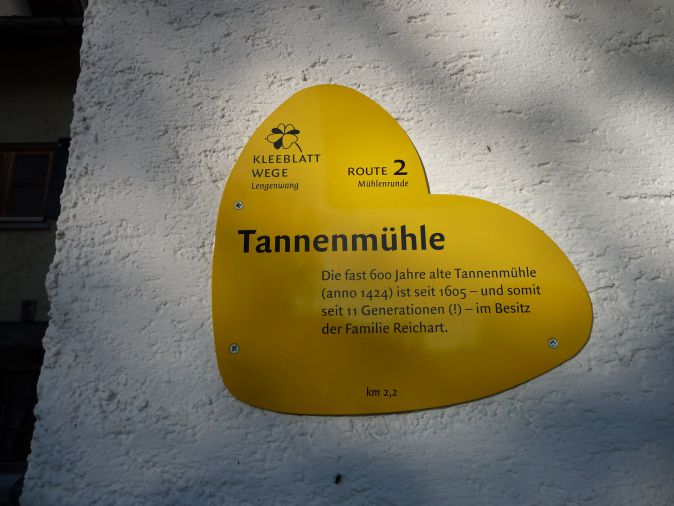 KLEEBLATT
WEGE
Lengenwang
ROUTE 2
Mühlenrunde
Tannenmühle
Die fast 600 Jahre alte Tannenmühle
(anno 1424) ist seit 1605 – und somit
seit 11 Generationen (!) – im Besitz
der Familie Reichart.
km 2,2